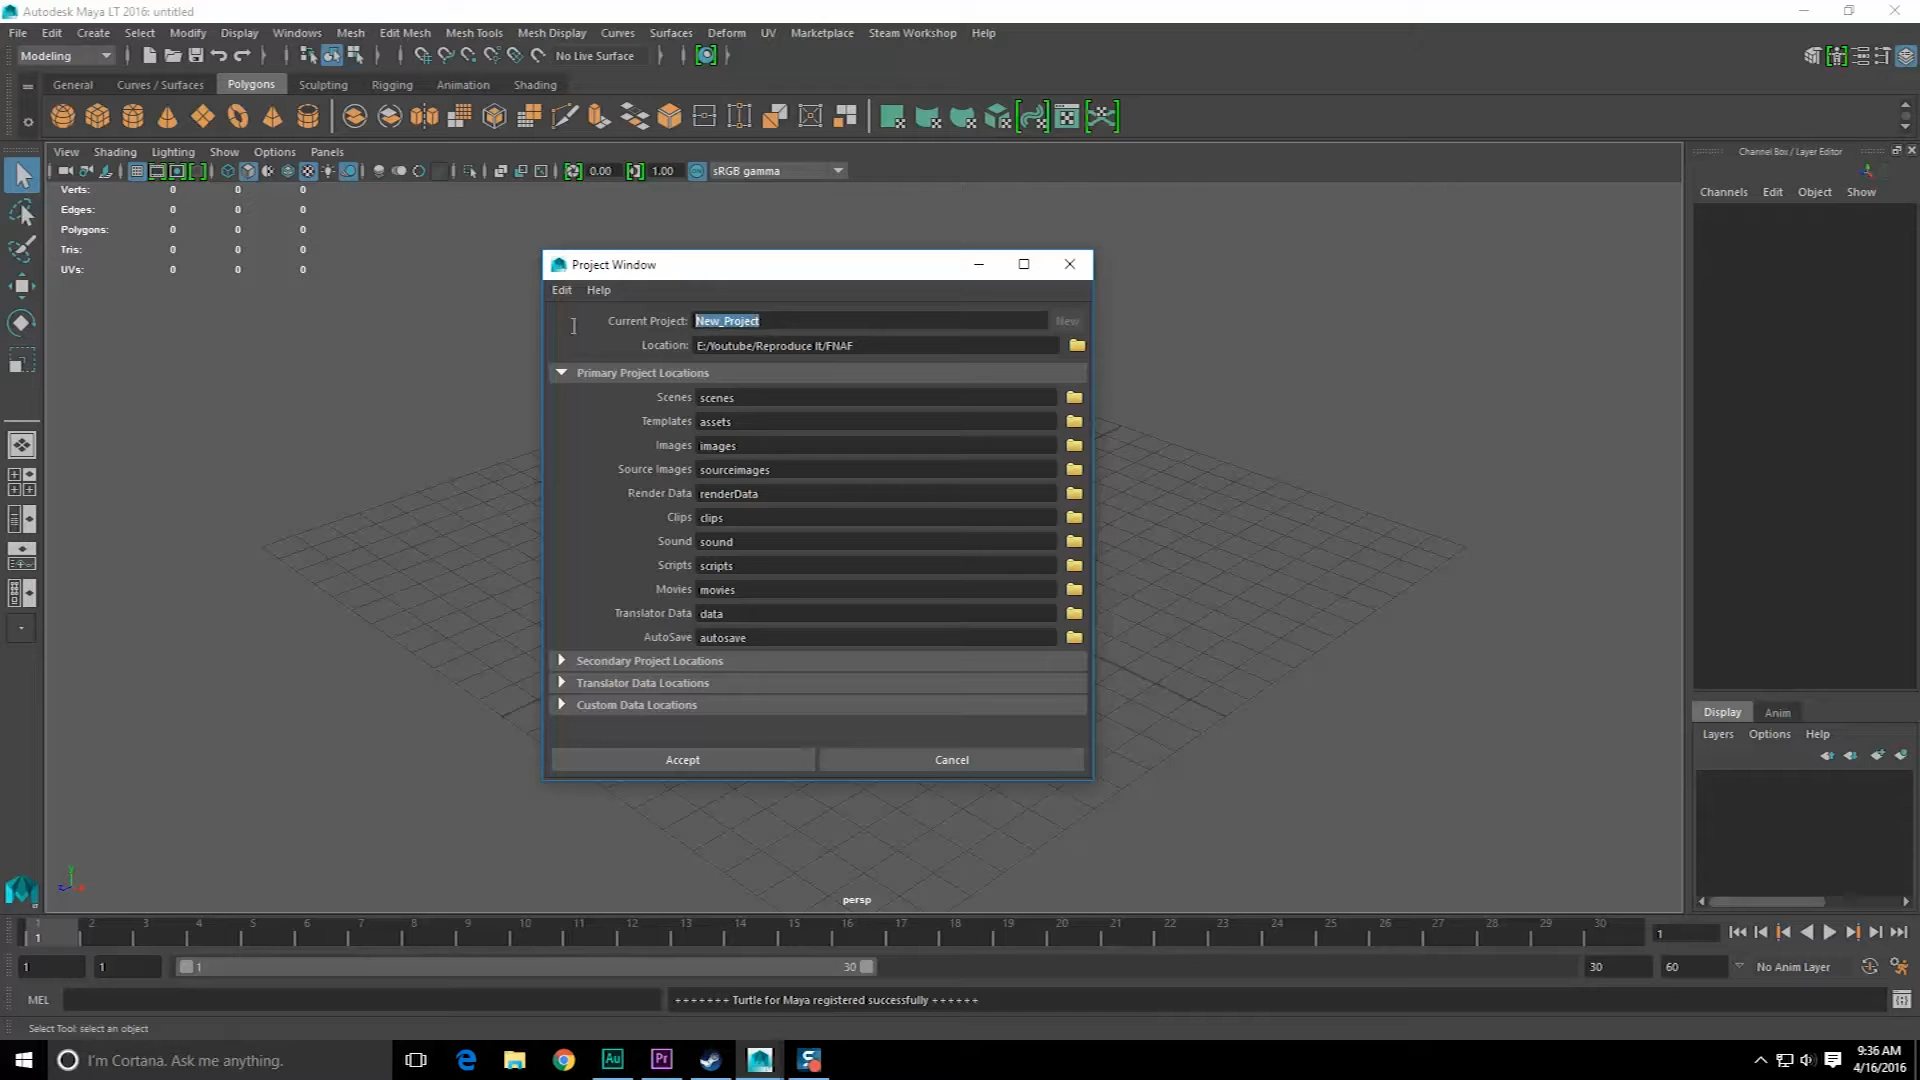 Autodesk Maya LT 2016: untitled
File Edit Create Select Modify Display Windows Mesh Edit Mesh Mesh Tools Mesh Display Curves Surfaces Deform UV Marketplace Steam Workshop Help
Modeling No Live Surface
General Curves / Surfaces Polygons Sculpting Rigging Animation Shading
View Shading Lighting Show Options Panels
0.00 1.00 sRGB gamma
Verts: 0 0 0
Edges: 0 0 0
Polygons: 0 0 0
Tris: 0 0 0
UVs: 0 0 0
Channel Box / Layer Editor
Channels Edit Object Show
Project Window
Edit Help
Current Project: New_Project New
Location: E:/Youtube/Reproduce It/FNAF
Primary Project Locations
Scenes scenes
Templates assets
Images images
Source Images sourceimages
Render Data renderData
Clips clips
Sound sound
Scripts scripts
Movies movies
Translator Data data
AutoSave autosave
Secondary Project Locations
Translator Data Locations
Custom Data Locations
Accept Cancel
Display Anim
Layers Options Help
persp
1 2 3 4 5 6 7 8 9 10 11 12 13 14 15 16 17 18 19 20 21 22 23 24 25 26 27 28 29 30
1 1
1 1 1 30 30 60 No Anim Layer
MEL +++++++ Turtle for Maya registered successfully ++++++
Select Tool: select an object
I'm Cortana. Ask me anything. Au Pr
9:36 AM
4/16/2016